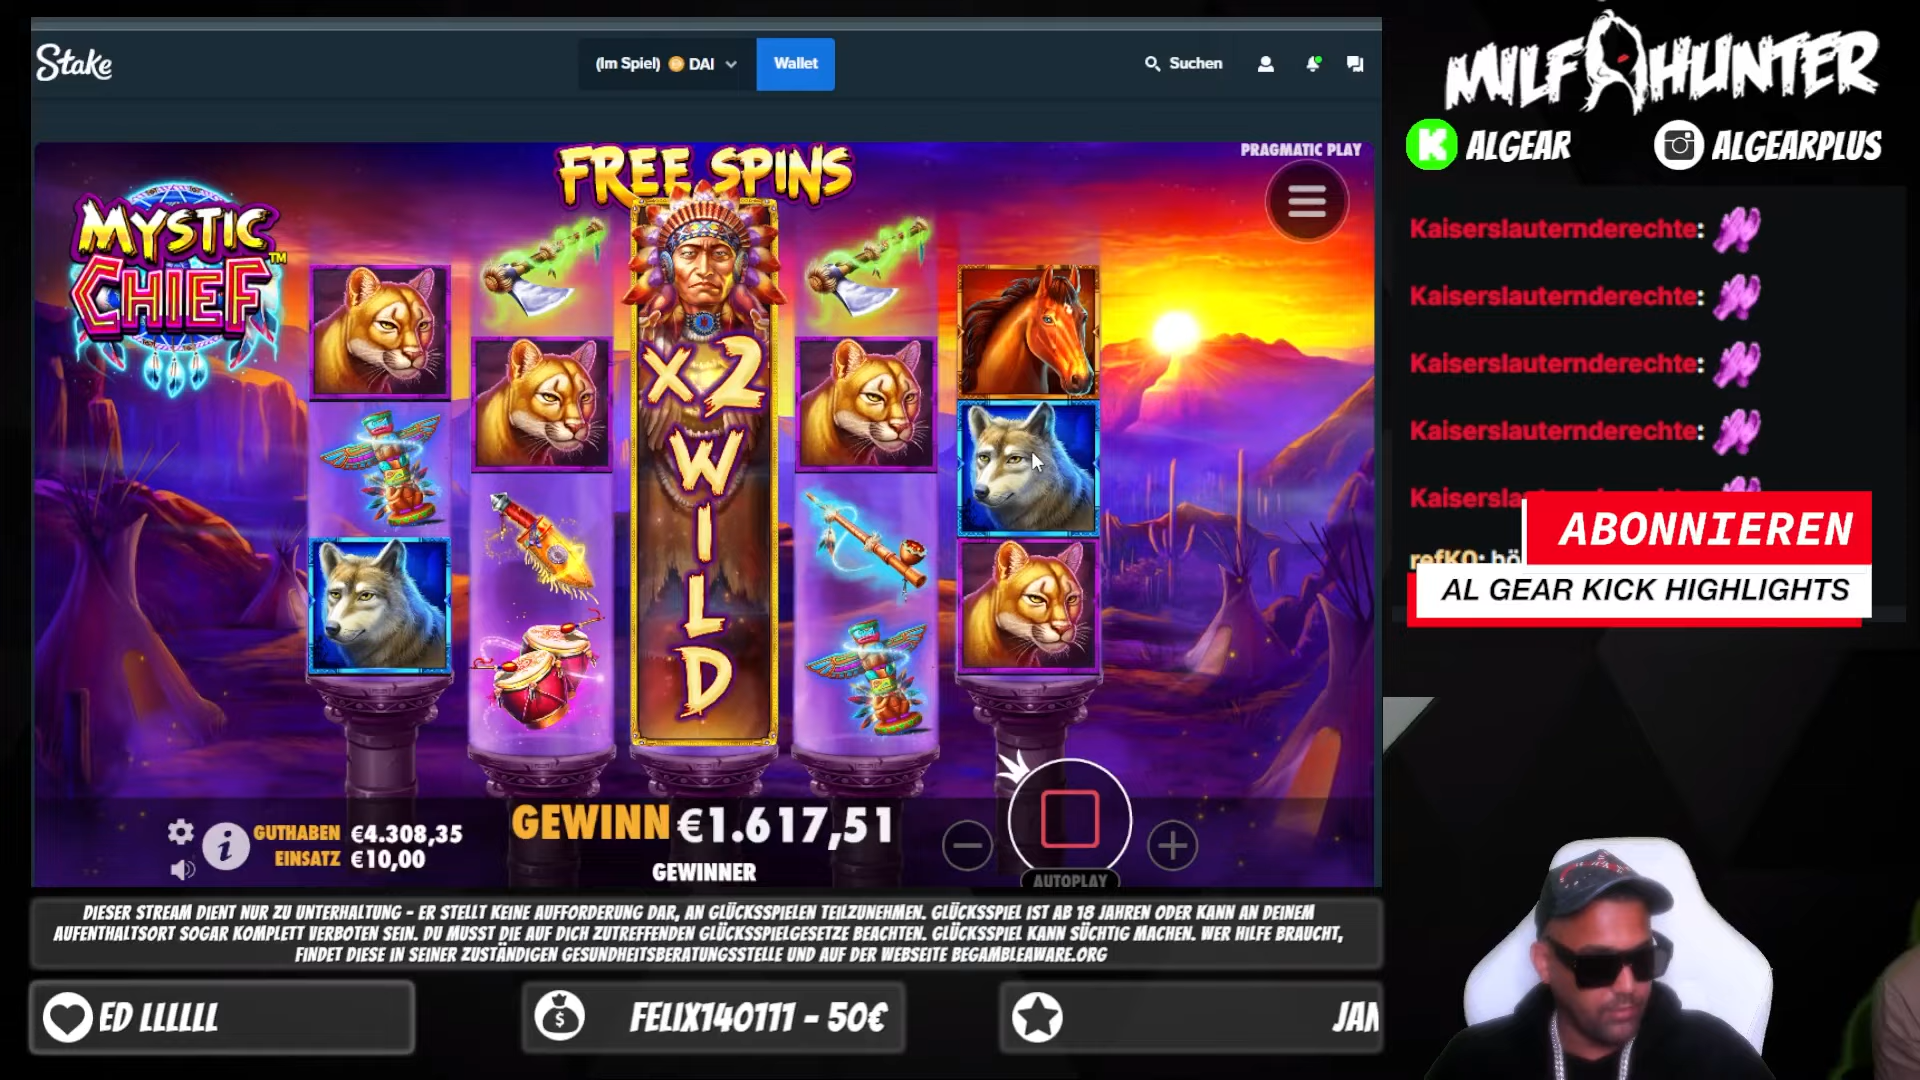 Stake
(Im Spiel) DAI
Wallet
Suchen
FREE SPINS
PRAGMATIC PLAY
MYSTIC
CHIEF™
X2
WILD
GUTHABEN €4.308,35
EINSATZ €10,00
GEWINN €1.617,51
GEWINNER
AUTOPLAY
DIESER STREAM DIENT NUR ZU UNTERHALTUNG - ER STELLT KEINE AUFFORDERUNG DAR, AN GLÜCKSSPIELEN TEILZUNEHMEN. GLÜCKSSPIEL IST AB 18 JAHREN ODER KANN AN DEINEM
AUFENTHALTSORT SOGAR KOMPLETT VERBOTEN SEIN. DU MUSST DIE AUF DICH ZUTREFFENDEN GLÜCKSSPIELGESETZE BEACHTEN. GLÜCKSSPIEL KANN SÜCHTIG MACHEN. WER HILFE BRAUCHT,
FINDET DIESE IN SEINER ZUSTÄNDIGEN GESUNDHEITSBERATUNGSSTELLE UND AUF DER WEBSEITE BEGAMBLEAWARE.ORG
ED LLLLLL
FELIX140111 - 50€
JAN
MILF HUNTER
K ALGEAR
ALGEARPLUS
Kaiserslauternderechte:
Kaiserslauternderechte:
Kaiserslauternderechte:
Kaiserslauternderechte:
ABONNIEREN
refK0: hö
AL GEAR KICK HIGHLIGHTS